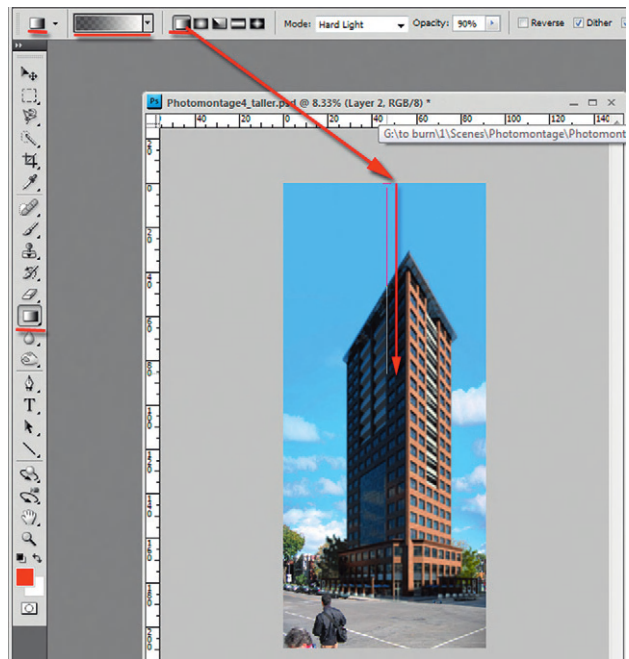 Mode: Hard Light Opacity: 90% Reverse Dither
Ps Photomontage4_taller.psd @ 8.33% (Layer 2, RGB/8) *
40 20 0 20 40 60 80 100 120 140
G:\to burn\1\Scenes\Photomontage\Photomont
T